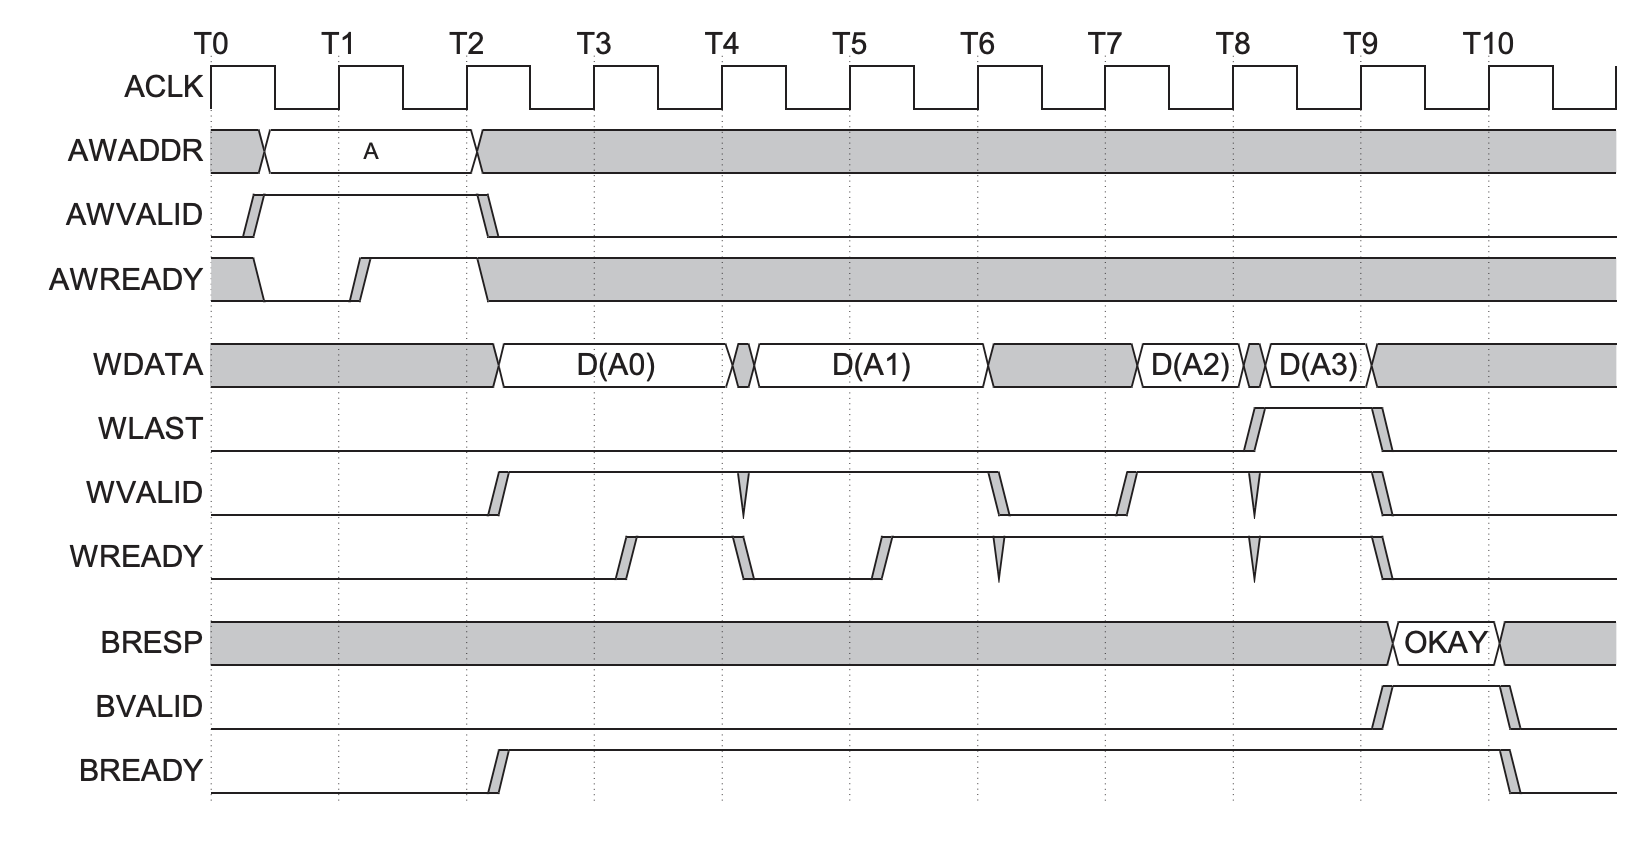 T0 T1 T2 T3 T4 T5 T6 T7 T8 T9 T10
ACLK
AWADDR A
AWVALID
AWREADY
WDATA D(A0) D(A1) D(A2) D(A3)
WLAST
WVALID
WREADY
BRESP OKAY
BVALID
BREADY